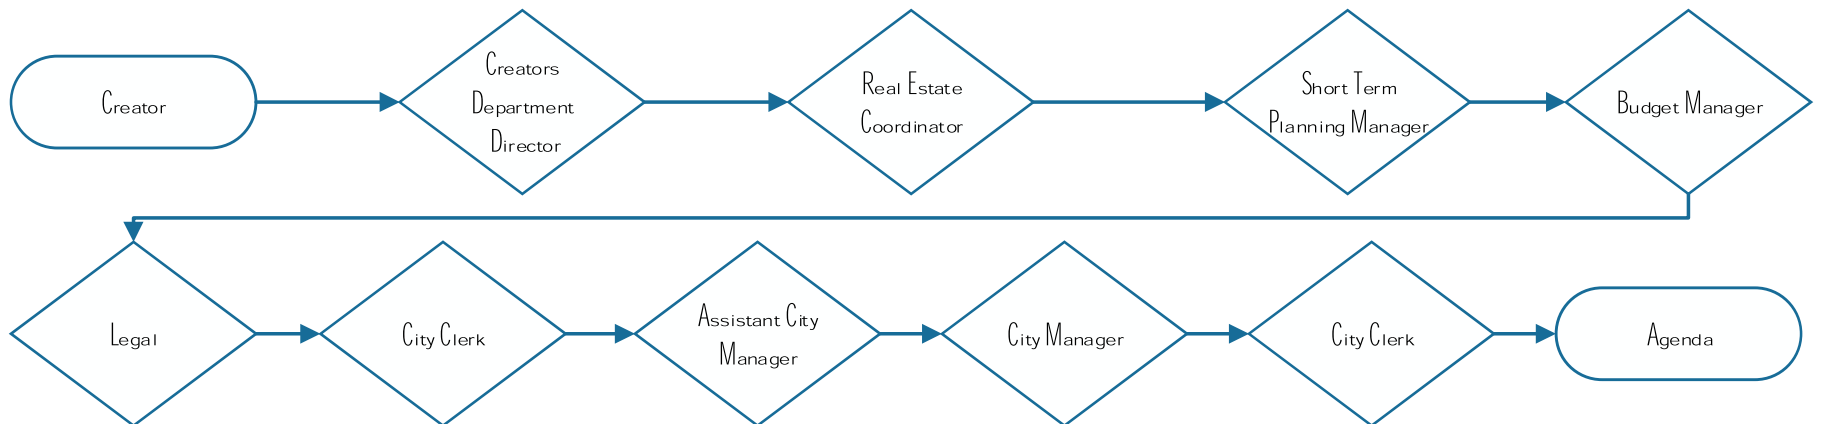 Creator
Creators
Department
Director
Real Estate
Coordinator
Short Term
Planning Manager
Budget Manager
Legal
City Clerk
Assistant City
Manager
City Manager
City Clerk
Agenda